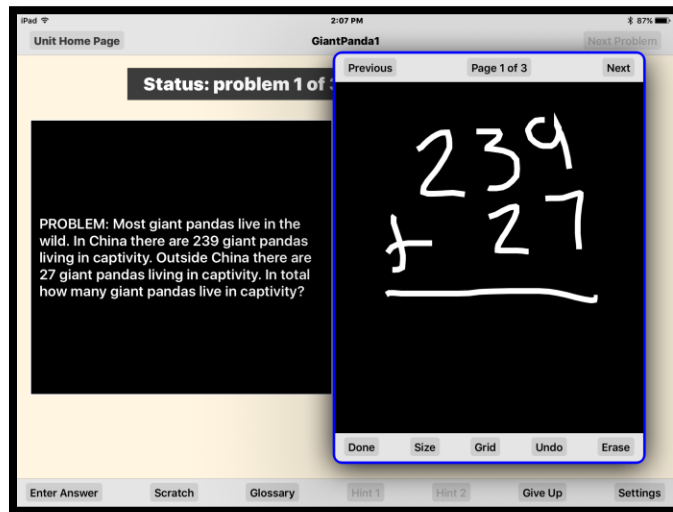 iPad 2:07 PM 87%
Unit Home Page GiantPanda1 Next Problem
Status: problem 1 of
Previous Page 1 of 3 Next
239
+ 27
PROBLEM: Most giant pandas live in the
wild. In China there are 239 giant pandas
living in captivity. Outside China there are
27 giant pandas living in captivity. In total
how many giant pandas live in captivity?
Done Size Grid Undo Erase
Enter Answer Scratch Glossary Hint 1 Hint 2 Give Up Settings